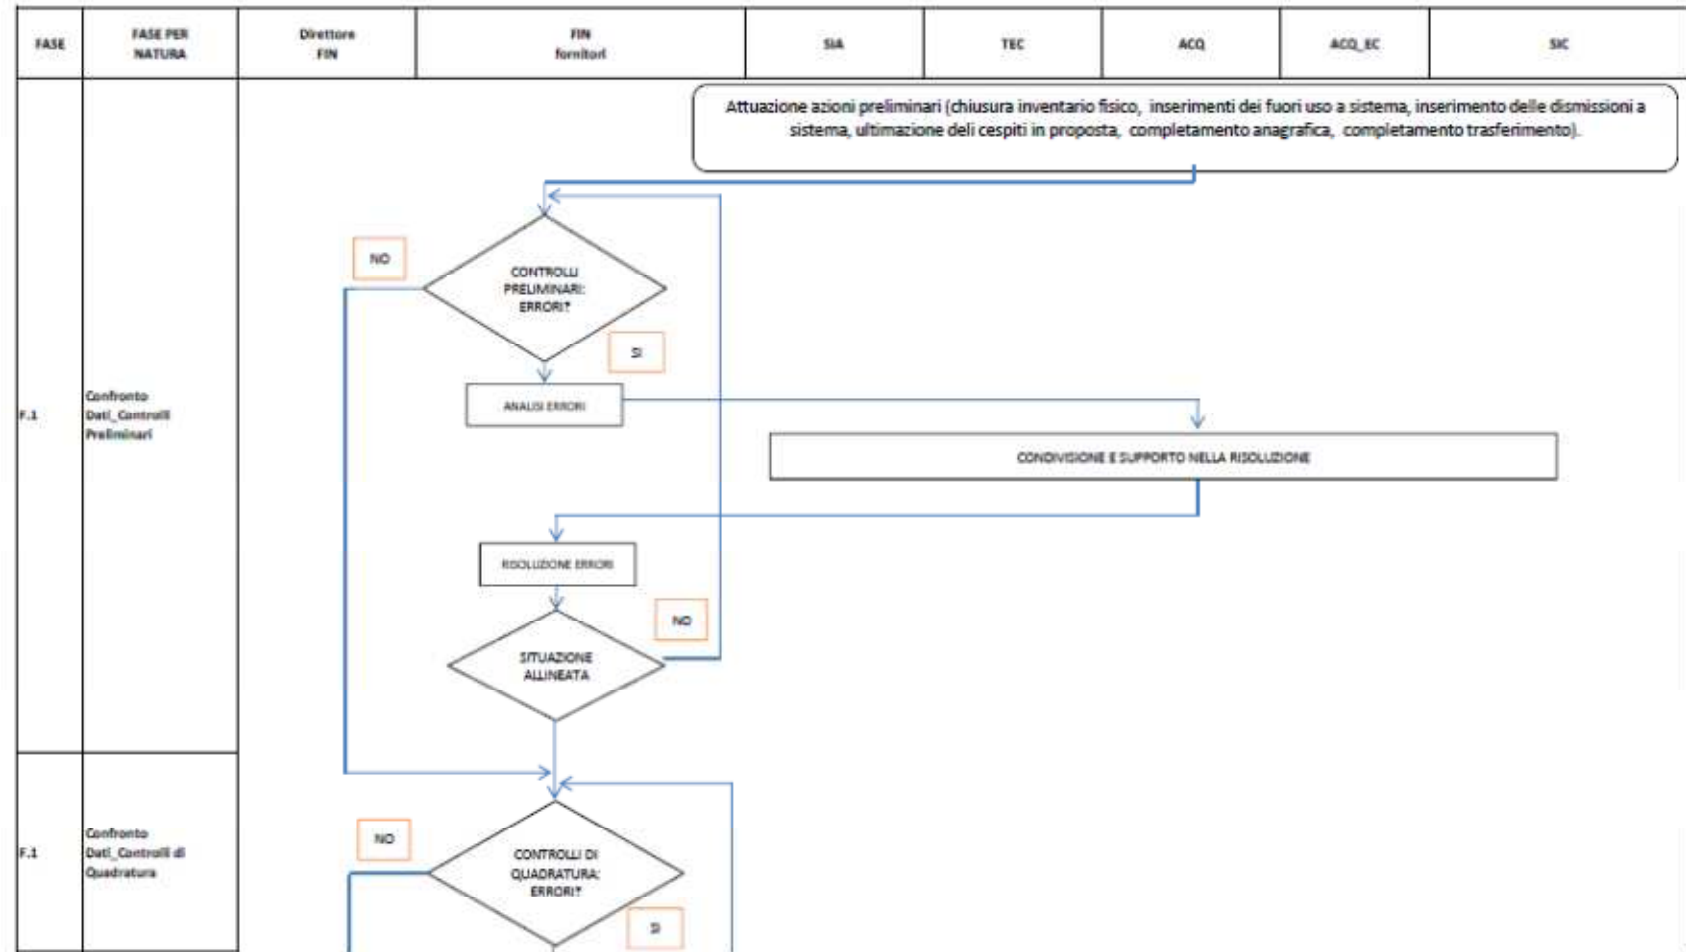 FASE
FASE PER
NATURA
Direttore
FIN
FIN
fornitori
SIA
TEC
ACQ
ACQ_EC
SIC
Attuazione azioni preliminari (chiusura inventario fisico, inserimenti dei fuori uso a sistema, inserimento delle dismissioni a
sistema, ultimazione deli cespiti in proposta, completamento anagrafica, completamento trasferimento).
NO
CONTROLLI
PRELIMINARI:
ERRORI?
SI
F.1
Confronto
Dati_Controlli
Preliminari
ANALISI ERRORI
CONDIVISIONE E SUPPORTO NELLA RISOLUZIONE
RISOLUZIONE ERRORI
NO
SITUAZIONE
ALLINEATA
F.1
Confronto
Dati_Controlli di
Quadratura
NO
CONTROLLI DI
QUADRATURA:
ERRORI?
SI